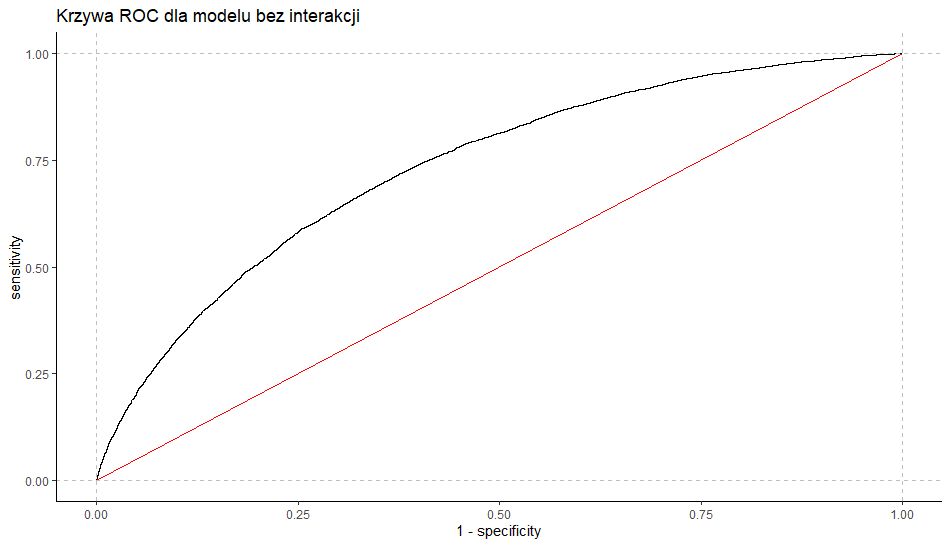 Krzywa ROC dla modelu bez interakcji
1.00
0.75
0.50
0.25
0.00
sensitivity
0.00 0.25 0.50 0.75 1.00
1 - specificity